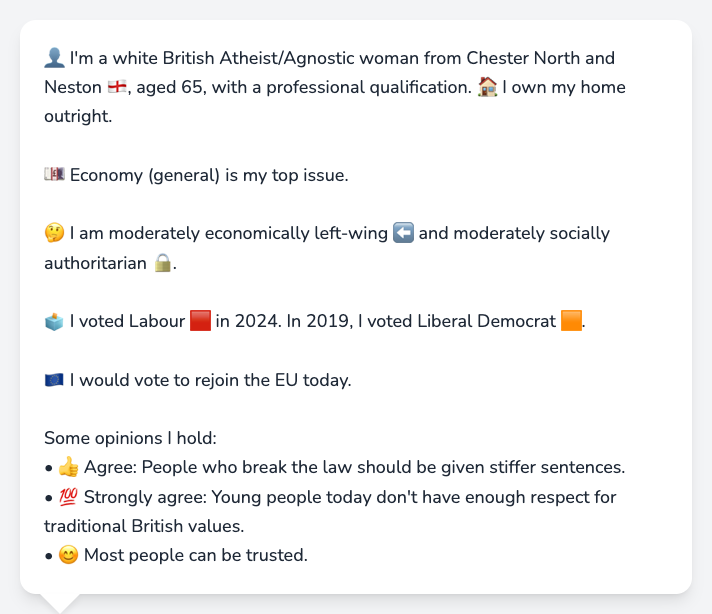 👤 I'm a white British Atheist/Agnostic woman from Chester North and
Neston 🏴󠁧󠁢󠁥󠁮󠁧󠁿, aged 65, with a professional qualification. 🏠 I own my home
outright.
💷 Economy (general) is my top issue.
🤔 I am moderately economically left-wing ⬅️ and moderately socially
authoritarian 🔒.
🗳️ I voted Labour 🟥 in 2024. In 2019, I voted Liberal Democrat 🟧.
🇪🇺 I would vote to rejoin the EU today.
Some opinions I hold:
• 👍 Agree: People who break the law should be given stiffer sentences.
• 💯 Strongly agree: Young people today don't have enough respect for
traditional British values.
• 😊 Most people can be trusted.